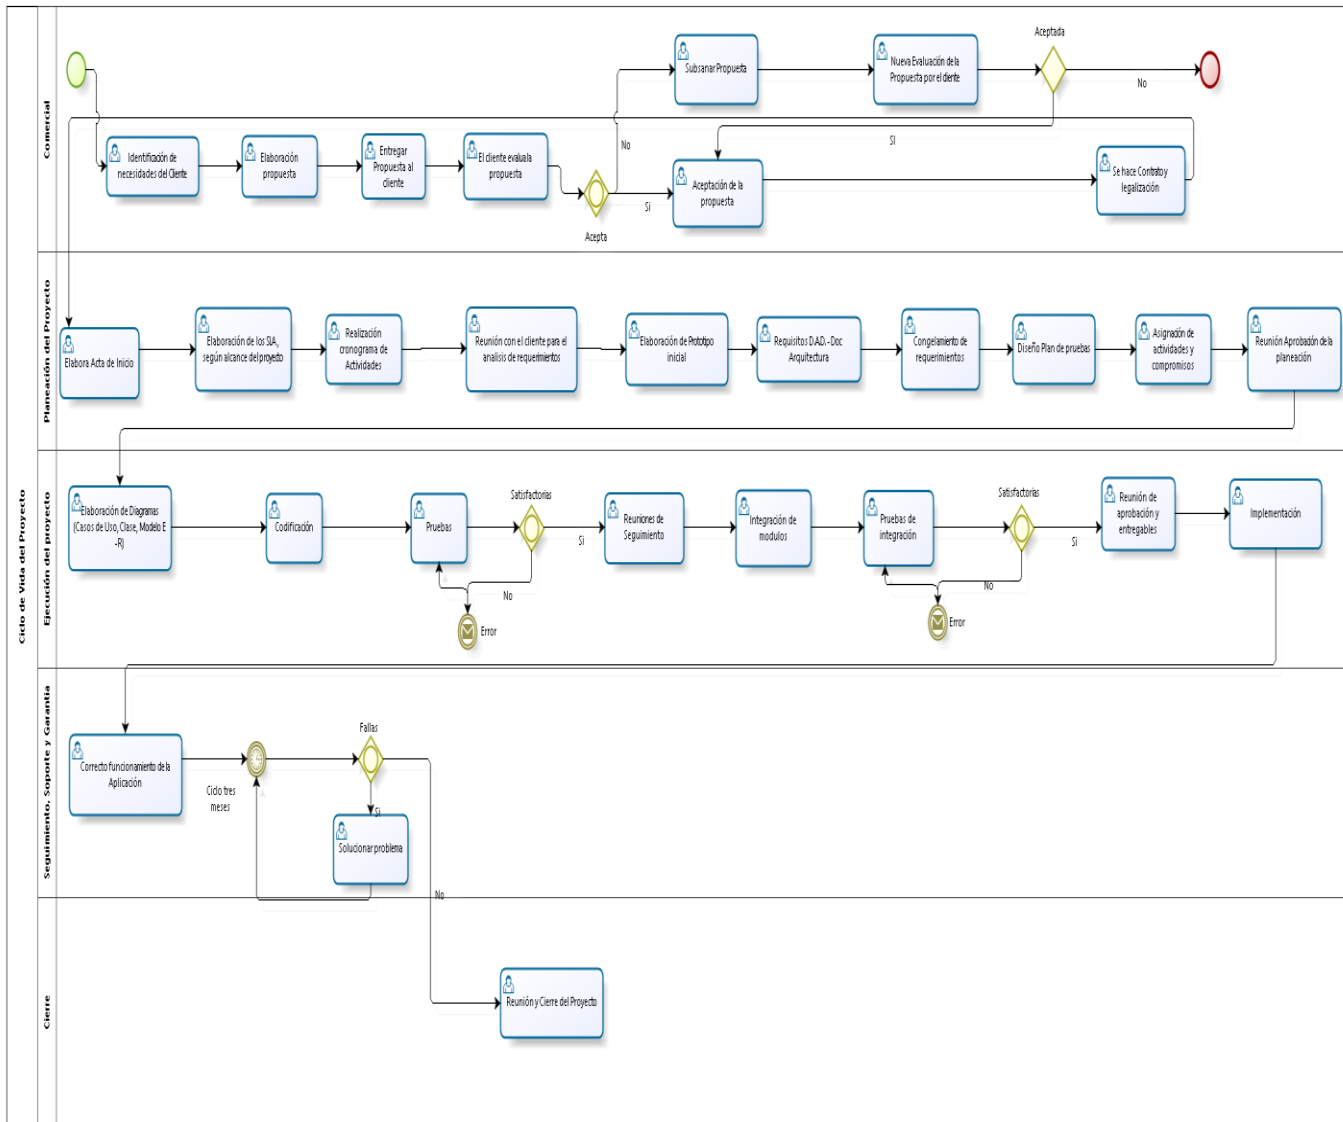 Ciclo de Vida del Proyecto
Comercial
Identificación de
necesidades del Cliente
Elaboración
propuesta
Entregar
Propuesta al
cliente
El cliente evalua la
propuesta
Acepta
No
Si
Subsanar Propuesta
Nueva Evaluación de la
Propuesta por el cliente
Aceptada
No
SI
Aceptación de la
propuesta
Se hace Contrato y
legalización
Planeación del Proyecto
Elabora Acta de Inicio
Elaboración de los SLA,
según alcance del proyecto
Realización
cronograma de
Actividades
Reunión con el cliente para el
analisis de requerimientos
Elaboración de Prototipo
inicial
Requisitos D.A.D.-Doc
Arquitectura
Congelamiento de
requerimientos
Diseño Plan de pruebas
Asignación de
actividades y
compromisos
Reunión Aprobación de la
planeación
Ejecución del proyecto
Elaboración de Diagramas
(Casos de Uso, Clase, Modelo E
-R)
Codificación
Pruebas
Satisfactorias
Si
No
Error
Reuniones de
Seguimiento
Integración de
modulos
Pruebas de
integración
Satisfactorias
Si
No
Error
Reunión de
aprobación y
entregables
Implementación
Seguimiento, Soporte y Garantia
Correcto funcionamiento de la
Aplicación
Ciclo tres
meses
Fallas
Si
Solucionar problema
No
Cierre
Reunión y Cierre del Proyecto